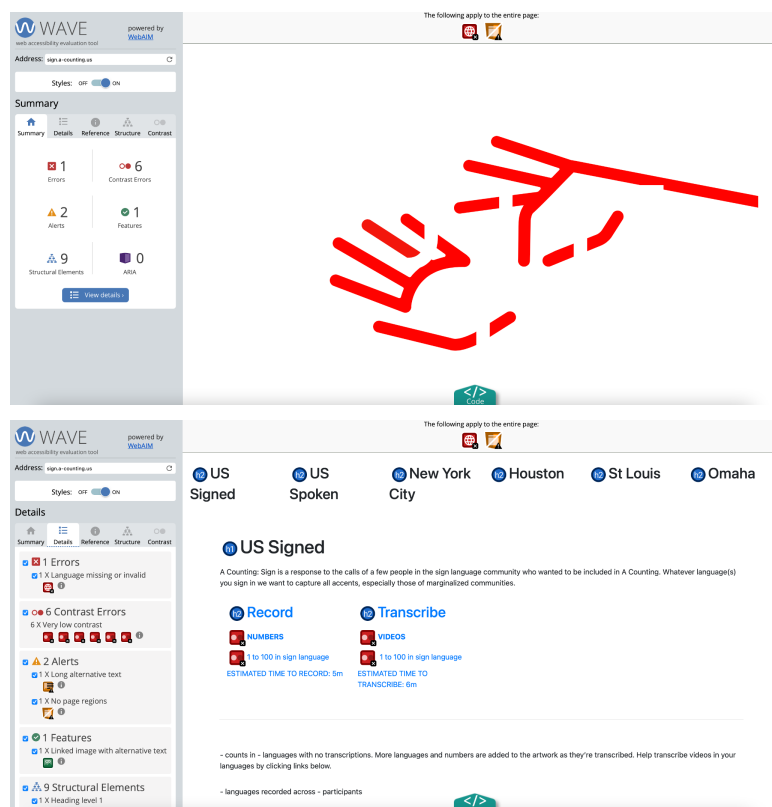 WAVE
web accessibility evaluation tool
powered by
WebAIM
Address: sign.a-counting.us
Styles: OFF ON
Summary
Summary Details Reference Structure Contrast
1
Errors
6
Contrast Errors
2
Alerts
1
Features
9
Structural Elements
0
ARIA
View details ›
The following apply to the entire page:
</>
Code
WAVE
web accessibility evaluation tool
powered by
WebAIM
Address: sign.a-counting.us
Styles: OFF ON
Details
Summary Details Reference Structure Contrast
1 Errors
1 X Language missing or invalid
6 Contrast Errors
6 X Very low contrast
2 Alerts
1 X Long alternative text
1 X No page regions
1 Features
1 X Linked image with alternative text
9 Structural Elements
1 X Heading level 1
The following apply to the entire page:
h2 US Signed
h2 US Spoken
h2 New York City
h2 Houston
h2 St Louis
h2 Omaha
h1 US Signed
A Counting: Sign is a response to the calls of a few people in the sign language community who wanted to be included in A Counting. Whatever language(s)
you sign in we want to capture all accents, especially those of marginalized communities.
h2 Record
NUMBERS
1 to 100 in sign language
ESTIMATED TIME TO RECORD: 5m
h2 Transcribe
VIDEOS
1 to 100 in sign language
ESTIMATED TIME TO
TRANSCRIBE: 6m
- counts in - languages with no transcriptions. More languages and numbers are added to the artwork as they're transcribed. Help transcribe videos in your
languages by clicking links below.
- languages recorded across - participants
</>